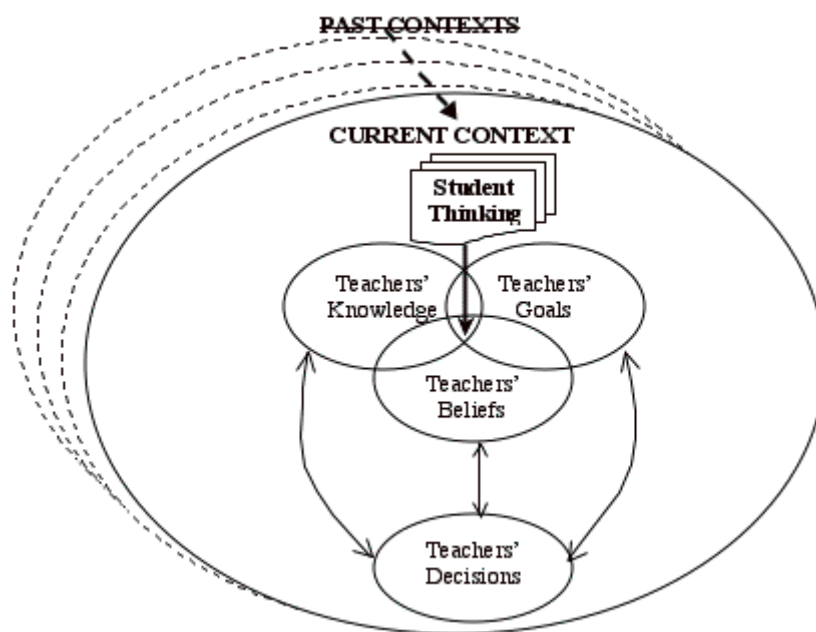 PAST CONTEXTS
CURRENT CONTEXT
Student
Thinking
Teachers’
Knowledge
Teachers’
Goals
Teachers’
Beliefs
Teachers’
Decisions